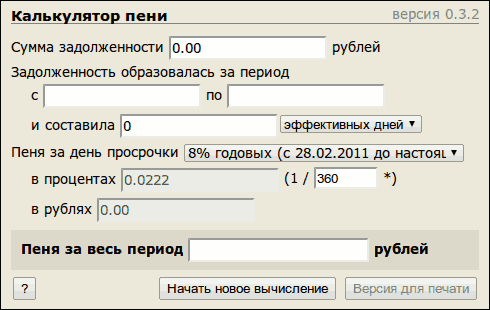 Калькулятор пени версия 0.3.2
Сумма задолженности 0.00 рублей
Задолженность образовалась за период
с по
и составила 0 эффективных дней
Пеня за день просрочки 8% годовых (с 28.02.2011 до настоящ
в процентах 0.0222 (1 / 360 *)
в рублях 0.00
Пеня за весь период рублей
? Начать новое вычисление Версия для печати